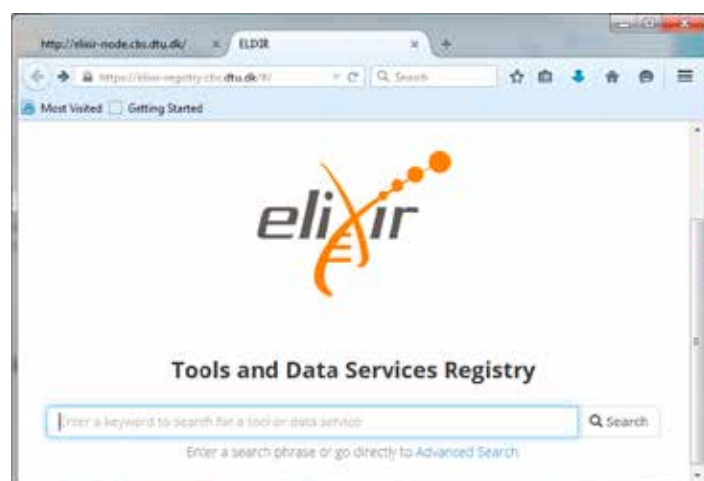 http://elixir-node.cbs.dtu.dk/ × ELIXIR × +
https://elixir-registry.cbs.dtu.dk/#/ Search
Most Visited Getting Started
elixir
Tools and Data Services Registry
Enter a keyword to search for a tool or data service Search
Enter a search phrase or go directly to Advanced Search